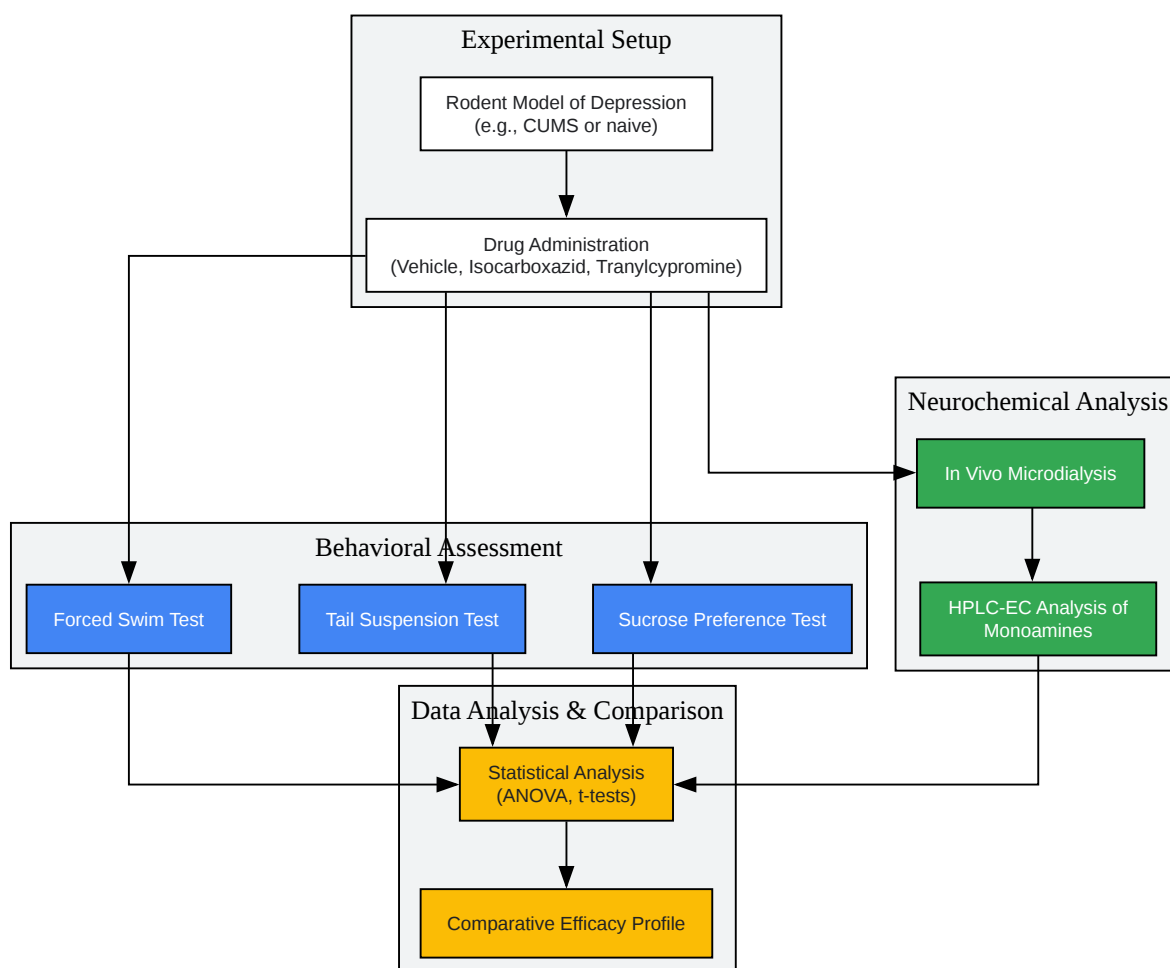 Experimental Setup
Rodent Model of Depression
(e.g., CUMS or naive)
Drug Administration
(Vehicle, Isocarboxazid, Tranylcypromine)
Neurochemical Analysis
In Vivo Microdialysis
HPLC-EC Analysis of
Monoamines
Behavioral Assessment
Forced Swim Test
Tail Suspension Test
Sucrose Preference Test
Data Analysis & Comparison
Statistical Analysis
(ANOVA, t-tests)
Comparative Efficacy Profile